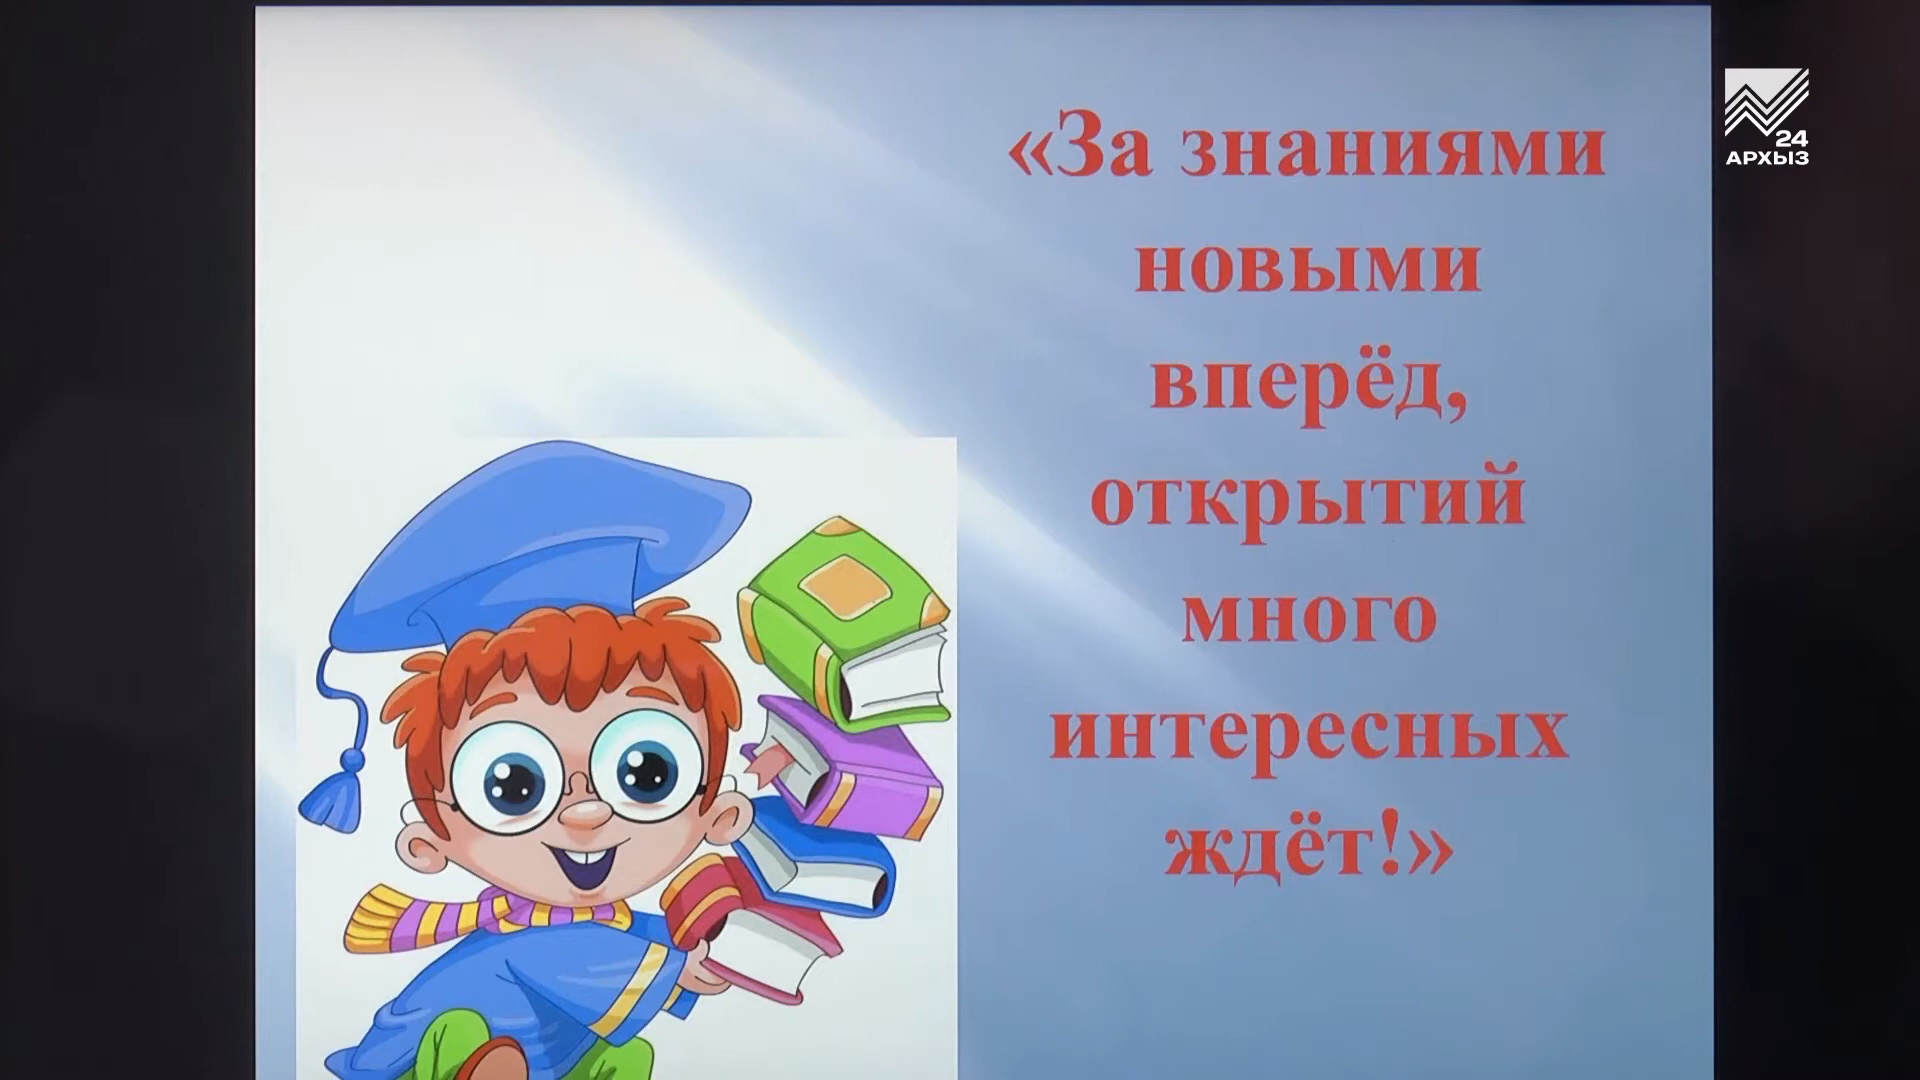 «За знаниями
новыми
вперёд,
открытий
много
интересных
ждёт!»
24
АРХЫЗ